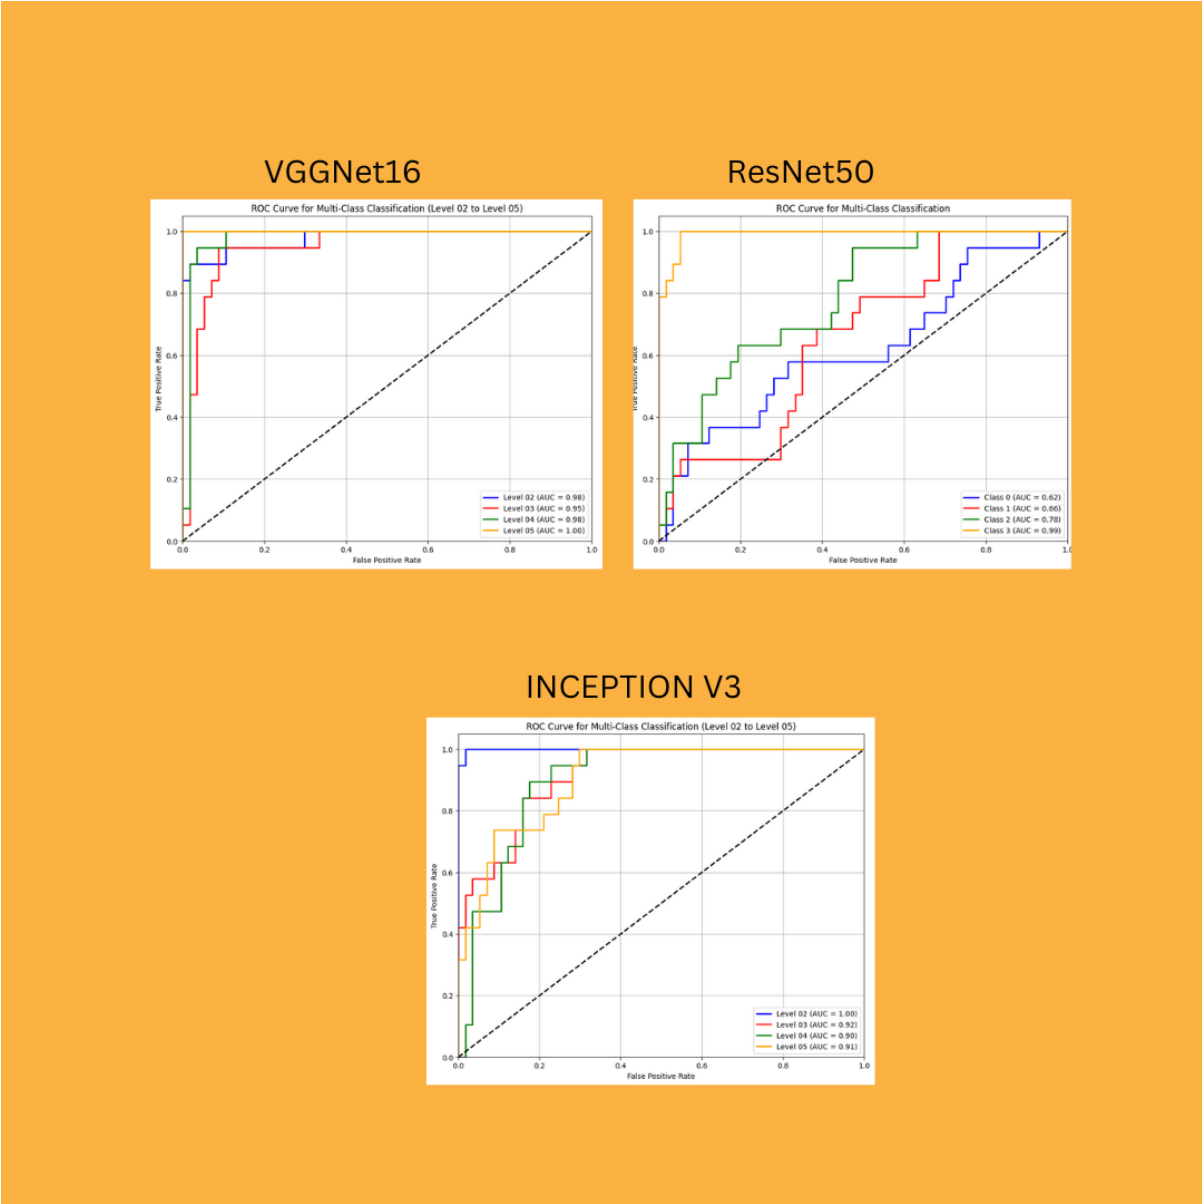 VGGNet16
ROC Curve for Multi-Class Classification (Level 02 to Level 05)
True Positive Rate
1.0
0.8
0.6
0.4
0.2
0.0
Level 02 (AUC = 0.98)
Level 03 (AUC = 0.95)
Level 04 (AUC = 0.98)
Level 05 (AUC = 1.00)
0.0 0.2 0.4 0.6 0.8 1.0
False Positive Rate
ResNet50
ROC Curve for Multi-Class Classification
True Positive Rate
1.0
0.8
0.6
0.4
0.2
0.0
Class 0 (AUC = 0.62)
Class 1 (AUC = 0.66)
Class 2 (AUC = 0.78)
Class 3 (AUC = 0.99)
0.0 0.2 0.4 0.6 0.8 1.0
False Positive Rate
INCEPTION V3
ROC Curve for Multi-Class Classification (Level 02 to Level 05)
True Positive Rate
1.0
0.8
0.6
0.4
0.2
0.0
Level 02 (AUC = 1.00)
Level 03 (AUC = 0.92)
Level 04 (AUC = 0.90)
Level 05 (AUC = 0.91)
0.0 0.2 0.4 0.6 0.8 1.0
False Positive Rate